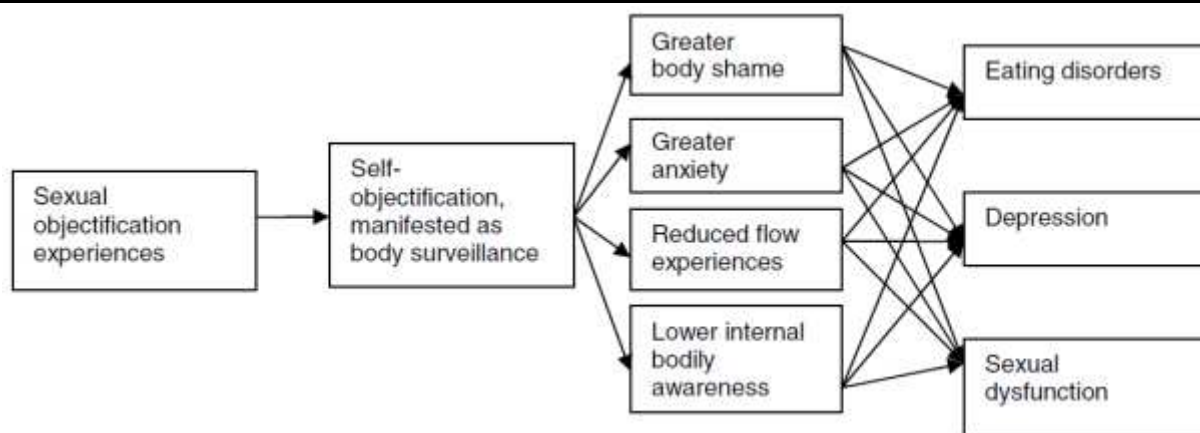 Sexual
objectification
experiences
Self-
objectification,
manifested as
body surveillance
Greater
body shame
Greater
anxiety
Reduced flow
experiences
Lower internal
bodily
awareness
Eating disorders
Depression
Sexual
dysfunction